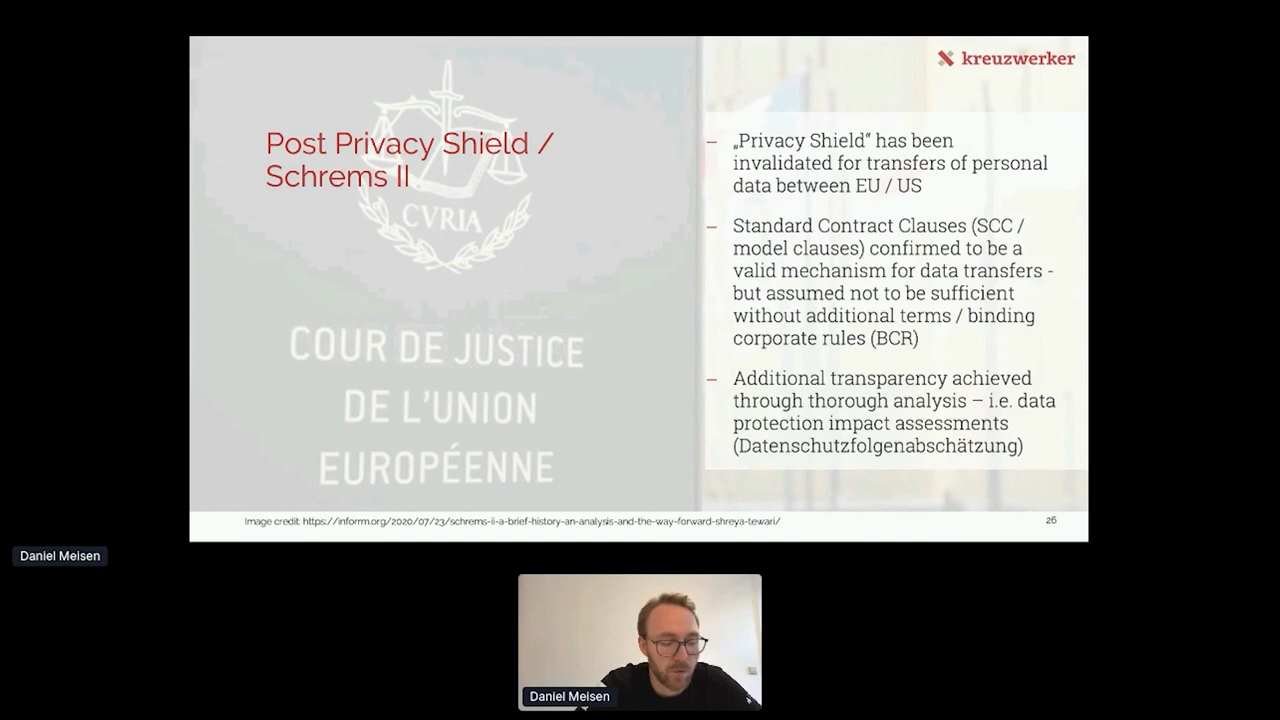 kreuzwerker
Post Privacy Shield /
Schrems II
CVRIA
COUR DE JUSTICE
DE L'UNION
EUROPÉENNE
– „Privacy Shield” has been
invalidated for transfers of personal
data between EU / US
– Standard Contract Clauses (SCC /
model clauses) confirmed to be a
valid mechanism for data transfers -
but assumed not to be sufficient
without additional terms / binding
corporate rules (BCR)
– Additional transparency achieved
through thorough analysis – i.e. data
protection impact assessments
(Datenschutzfolgenabschätzung)
Image credit: https://inforrm.org/2020/07/23/schrems-ii-a-brief-history-an-analysis-and-the-way-forward-shreya-tewari/
26
Daniel Meisen
Daniel Meisen